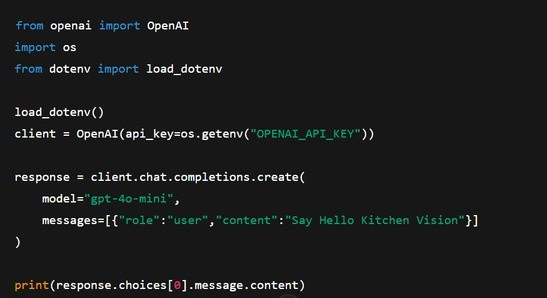 from openai import OpenAI
import os
from dotenv import load_dotenv
load_dotenv()
client = OpenAI(api_key=os.getenv("OPENAI_API_KEY"))
response = client.chat.completions.create(
    model="gpt-4o-mini",
    messages=[{"role":"user","content":"Say Hello Kitchen Vision"}]
)
print(response.choices[0].message.content)